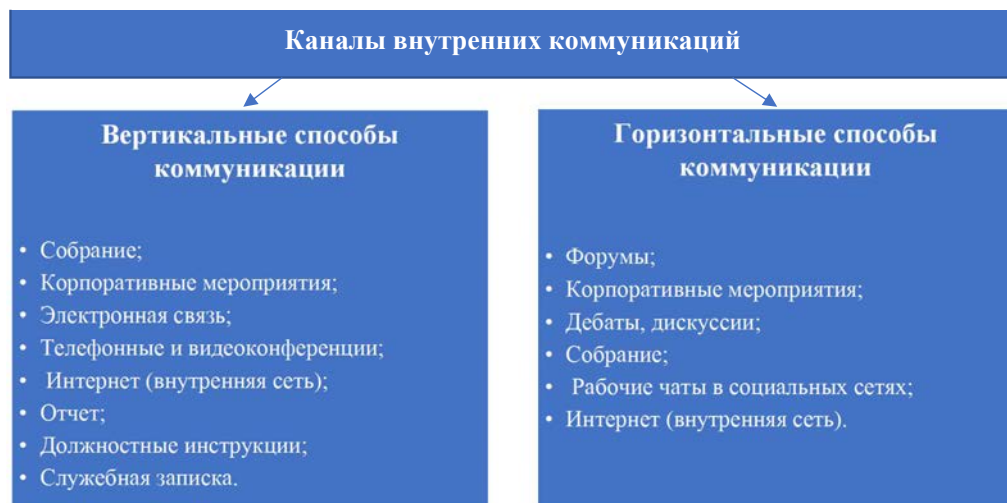 Каналы внутренних коммуникаций
Вертикальные способы
коммуникации
• Собрание;
• Корпоративные мероприятия;
• Электронная связь;
• Телефонные и видеоконференции;
• Интернет (внутренняя сеть);
• Отчет;
• Должностные инструкции;
• Служебная записка.
Горизонтальные способы
коммуникации
• Форумы;
• Корпоративные мероприятия;
• Дебаты, дискуссии;
• Собрание;
• Рабочие чаты в социальных сетях;
• Интернет (внутренняя сеть).